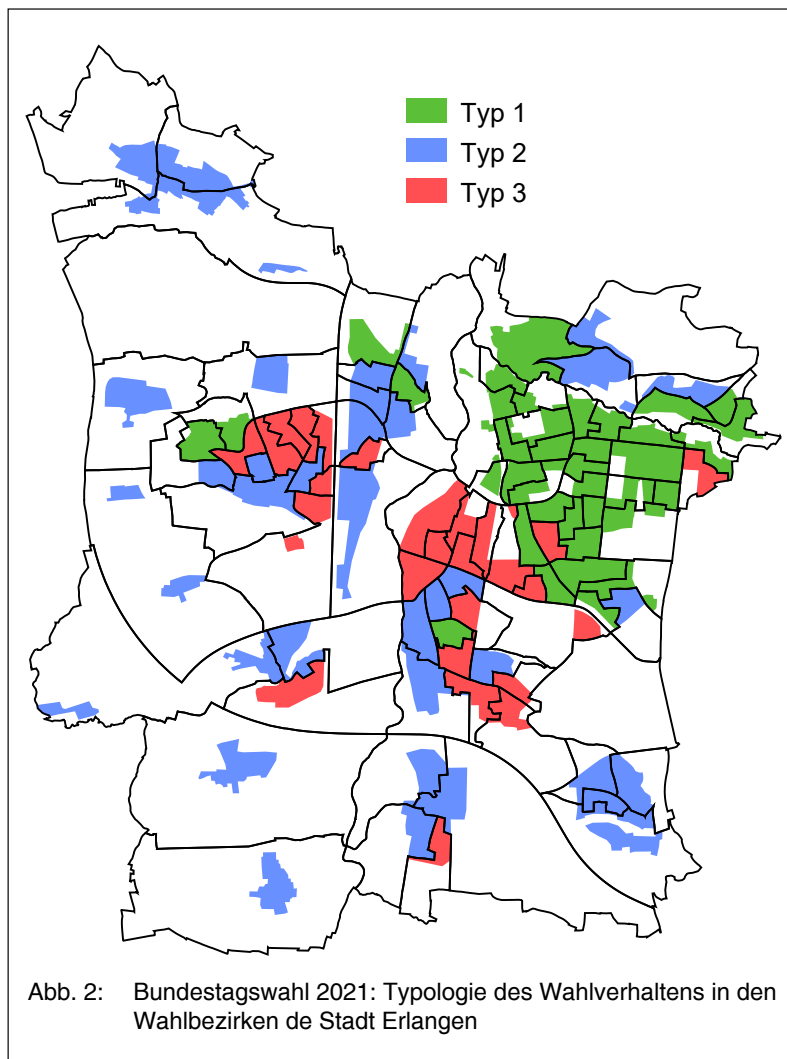 Typ 1
Typ 2
Typ 3
Abb. 2: Bundestagswahl 2021: Typologie des Wahlverhaltens in den
Wahlbezirken de Stadt Erlangen